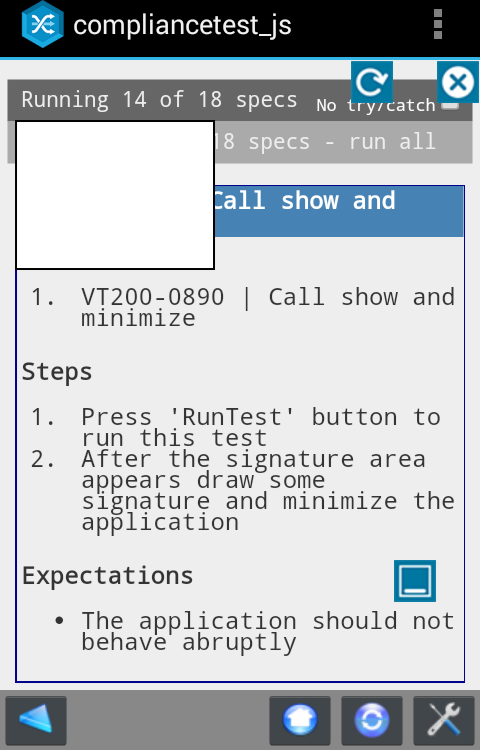 compliancetest_js
Running 14 of 18 specs
No try/catch
18 specs - run all
Call show and
1. VT200-0890 | Call show and
minimize
Steps
1. Press 'RunTest' button to
run this test
2. After the signature area
appears draw some
signature and minimize the
application
Expectations
• The application should not
behave abruptly